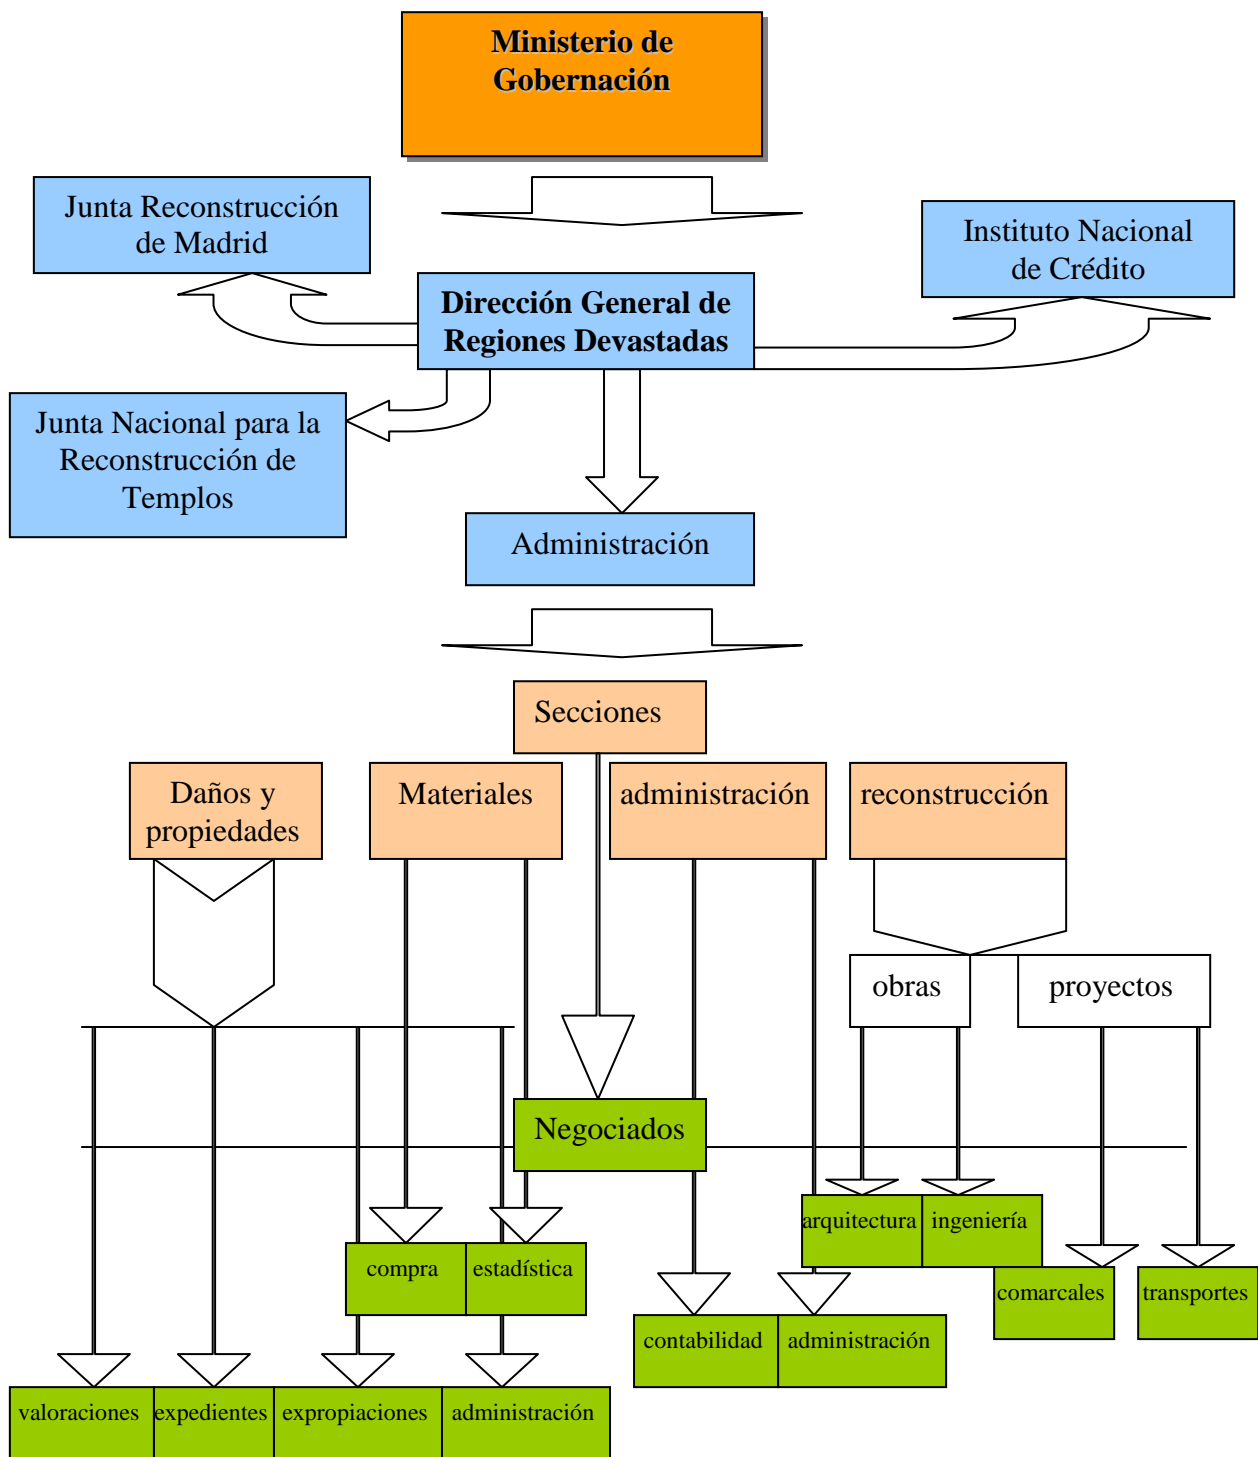 Ministerio de
Gobernación
Junta Reconstrucción
de Madrid
Instituto Nacional
de Crédito
Dirección General de
Regiones Devastadas
Junta Nacional para la
Reconstrucción de
Templos
Administración
Secciones
Daños y
propiedades
Materiales
administración
reconstrucción
obras
proyectos
Negociados
arquitectura
ingeniería
compra
estadística
comarcales
transportes
contabilidad
administración
valoraciones
expedientes
expropiaciones
administración